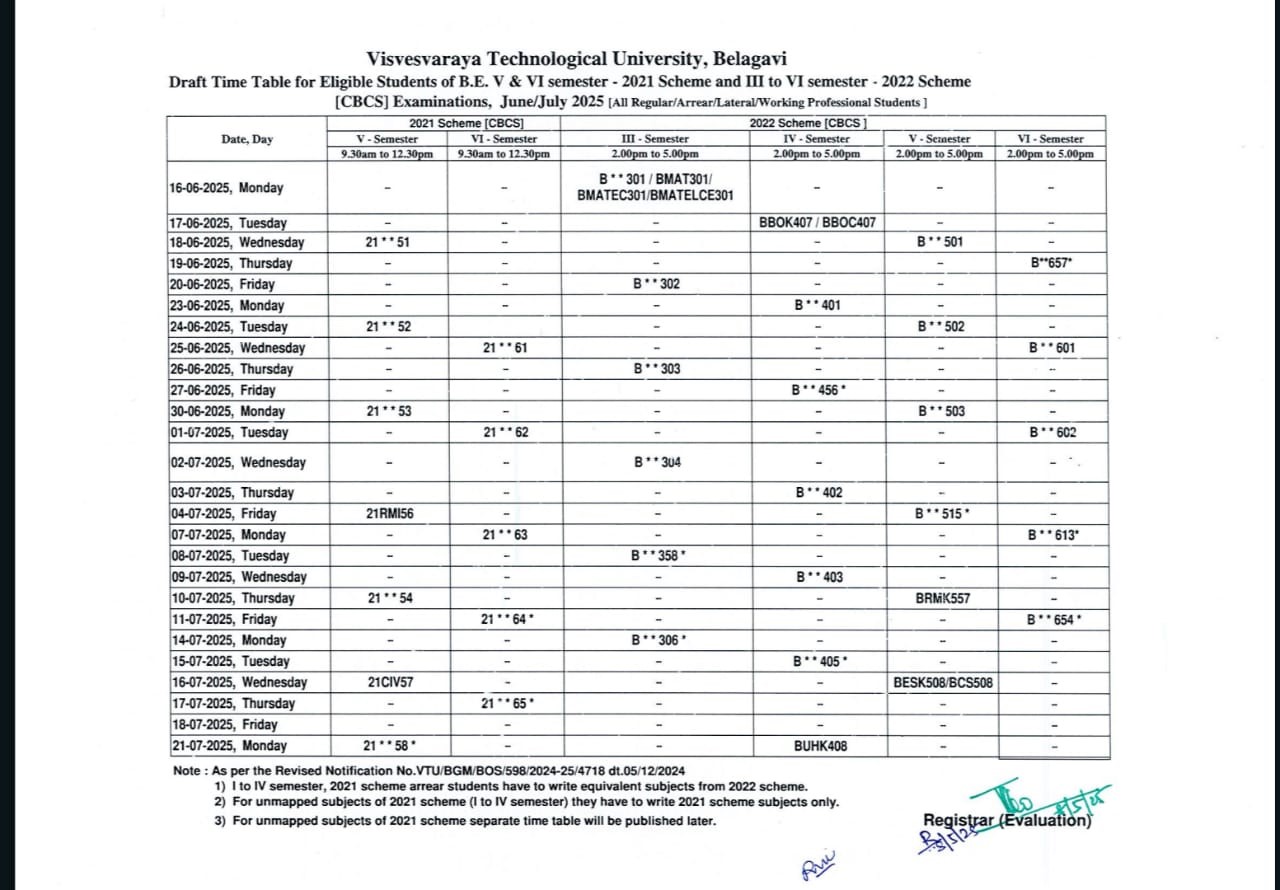 Visvesvaraya Technological University, Belagavi
Draft Time Table for Eligible Students of B.E. V & VI semester - 2021 Scheme and III to VI semester - 2022 Scheme
[CBCS] Examinations, June/July 2025 [All Regular/Arrear/Lateral/Working Professional Students ]
Date, Day 2021 Scheme [CBCS] 2022 Scheme [CBCS ]
V - Semester VI - Semester III - Semester IV - Semester V - Semester VI - Semester
9.30am to 12.30pm 9.30am to 12.30pm 2.00pm to 5.00pm 2.00pm to 5.00pm 2.00pm to 5.00pm 2.00pm to 5.00pm
16-06-2025, Monday - - B**301 / BMAT301/ BMATEC301/BMATELCE301 - - -
17-06-2025, Tuesday - - - BBOK407 / BBOC407 - -
18-06-2025, Wednesday 21**51 - - - B**501 -
19-06-2025, Thursday - - - - - B**657*
20-06-2025, Friday - - B**302 - - -
23-06-2025, Monday - - - B**401 - -
24-06-2025, Tuesday 21**52 - - B**502 -
25-06-2025, Wednesday - 21**61 - - - B**601
26-06-2025, Thursday - - B**303 - - -
27-06-2025, Friday - - - B**456* - -
30-06-2025, Monday 21**53 - - - B**503 -
01-07-2025, Tuesday - 21**62 - - - B**602
02-07-2025, Wednesday - - B**304 - - -
03-07-2025, Thursday - - - B**402 - -
04-07-2025, Friday 21RMI56 - - - B**515* -
07-07-2025, Monday - 21**63 - - - B**613*
08-07-2025, Tuesday - - B**358* - - -
09-07-2025, Wednesday - - - B**403 - -
10-07-2025, Thursday 21**54 - - - BRMK557 -
11-07-2025, Friday - 21**64* - - - B**654*
14-07-2025, Monday - - B**306* - - -
15-07-2025, Tuesday - - - B**405* - -
16-07-2025, Wednesday 21CIV57 - - - BESK508/BCS508 -
17-07-2025, Thursday - 21**65* - - - -
18-07-2025, Friday - - - - - -
21-07-2025, Monday 21**58* - - BUHK408 - -
Note : As per the Revised Notification No.VTU/BGM/BOS/598/2024-25/4718 dt.05/12/2024
1) I to IV semester, 2021 scheme arrear students have to write equivalent subjects from 2022 scheme.
2) For unmapped subjects of 2021 scheme (I to IV semester) they have to write 2021 scheme subjects only.
3) For unmapped subjects of 2021 scheme separate time table will be published later.
Registrar (Evaluation)